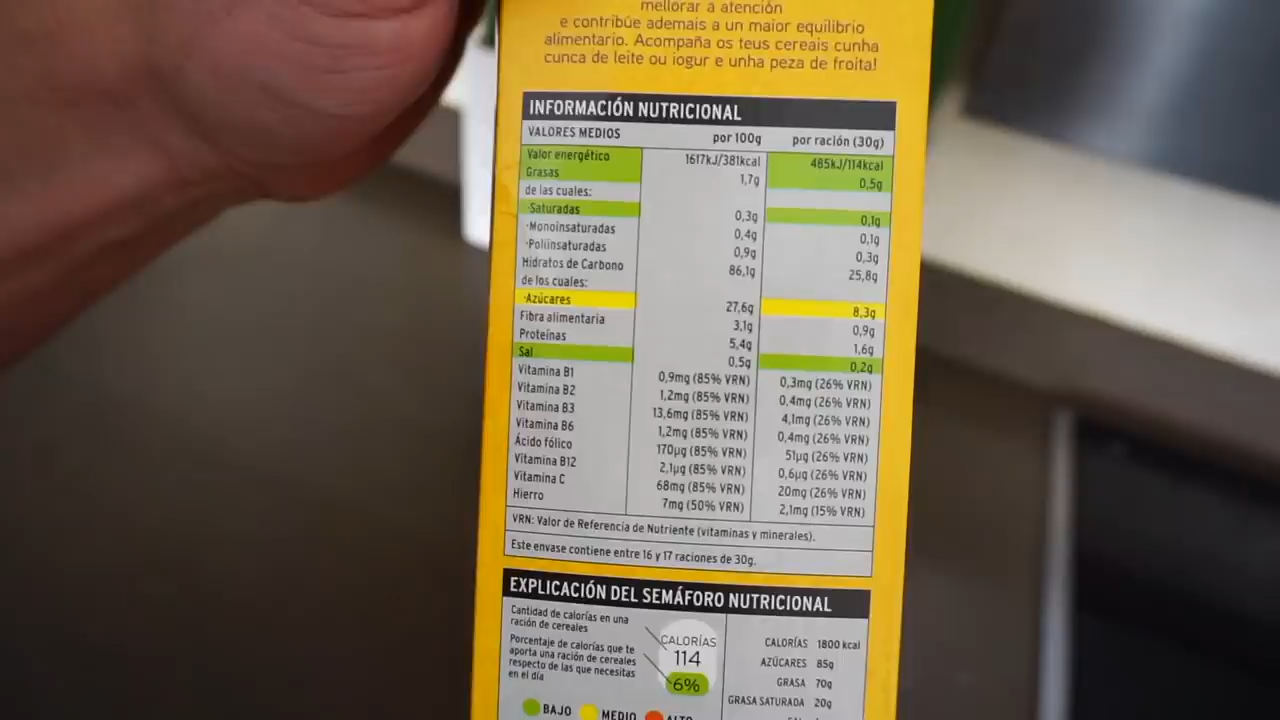 mellorar a atención
e contribúe ademais a un maior equilibrio
alimentario. Acompaña os teus cereais cunha
cunca de leite ou iogur e unha peza de froita!
INFORMACIÓN NUTRICIONAL
VALORES MEDIOS por 100g por ración (30g)
Valor energético 1617kJ/381kcal 485kJ/114kcal
Grasas 1,7g 0,5g
de las cuales:
·Saturadas 0,3g 0,1g
·Monoinsaturadas 0,4g 0,1g
·Poliinsaturadas 0,9g 0,3g
Hidratos de Carbono 86,1g 25,8g
de los cuales:
·Azúcares 27,6g 8,3g
Fibra alimentaria 3,1g 0,9g
Proteínas 5,4g 1,6g
Sal 0,5g 0,2g
Vitamina B1 0,9mg (85% VRN) 0,3mg (26% VRN)
Vitamina B2 1,2mg (85% VRN) 0,4mg (26% VRN)
Vitamina B3 13,6mg (85% VRN) 4,1mg (26% VRN)
Vitamina B6 1,2mg (85% VRN) 0,4mg (26% VRN)
Ácido fólico 170µg (85% VRN) 51µg (26% VRN)
Vitamina B12 2,1µg (85% VRN) 0,6µg (26% VRN)
Vitamina C 68mg (85% VRN) 20mg (26% VRN)
Hierro 7mg (50% VRN) 2,1mg (15% VRN)
VRN: Valor de Referencia de Nutriente (vitaminas y minerales).
Este envase contiene entre 16 y 17 raciones de 30g.
EXPLICACIÓN DEL SEMÁFORO NUTRICIONAL
Cantidad de calorías en una
ración de cereales
Porcentaje de calorías que te
aporta una ración de cereales
respecto de las que necesitas
en el día
CALORÍAS
114
6%
BAJO MEDIO ALTO
CALORÍAS 1800 kcal
AZÚCARES 85g
GRASA 70g
GRASA SATURADA 20g